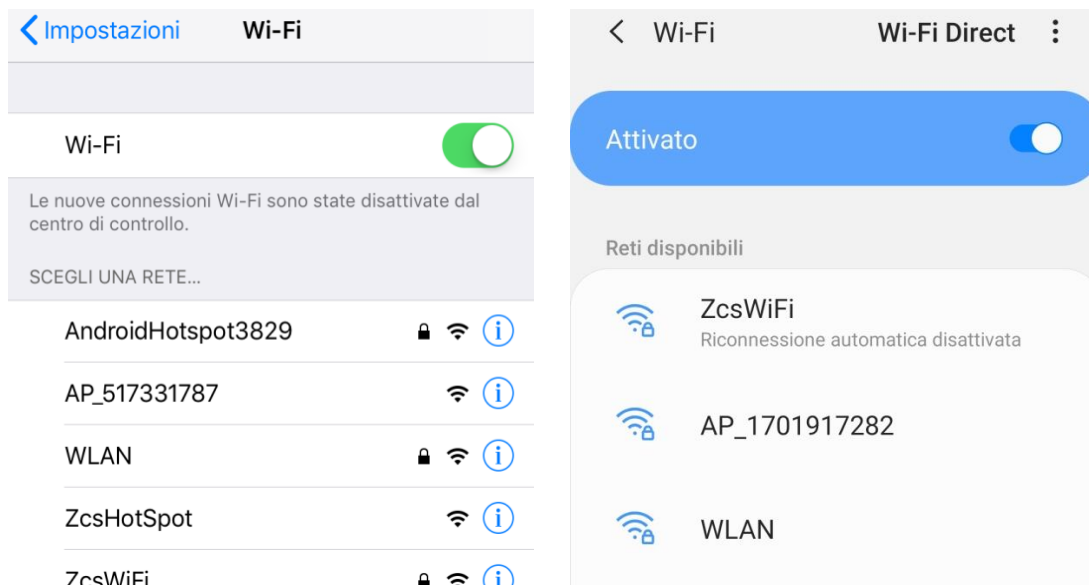 Impostazioni
Wi-Fi
Wi-Fi
Le nuove connessioni Wi-Fi sono state disattivate dal
centro di controllo.
SCEGLI UNA RETE...
AndroidHotspot3829
AP_517331787
WLAN
ZcsHotSpot
ZcsWiFi
Wi-Fi
Wi-Fi Direct
Attivato
Reti disponibili
ZcsWiFi
Riconnessione automatica disattivata
AP_1701917282
WLAN